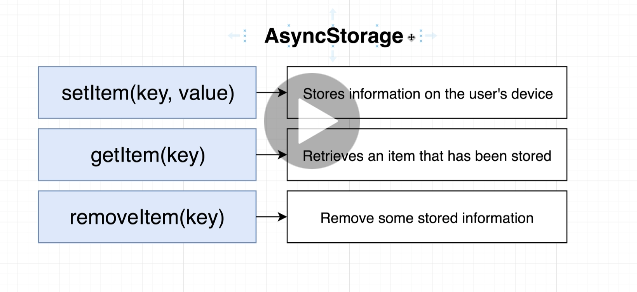 AsyncStorage
setItem(key, value)
Stores information on the user's device
getItem(key)
Retrieves an item that has been stored
removeItem(key)
Remove some stored information